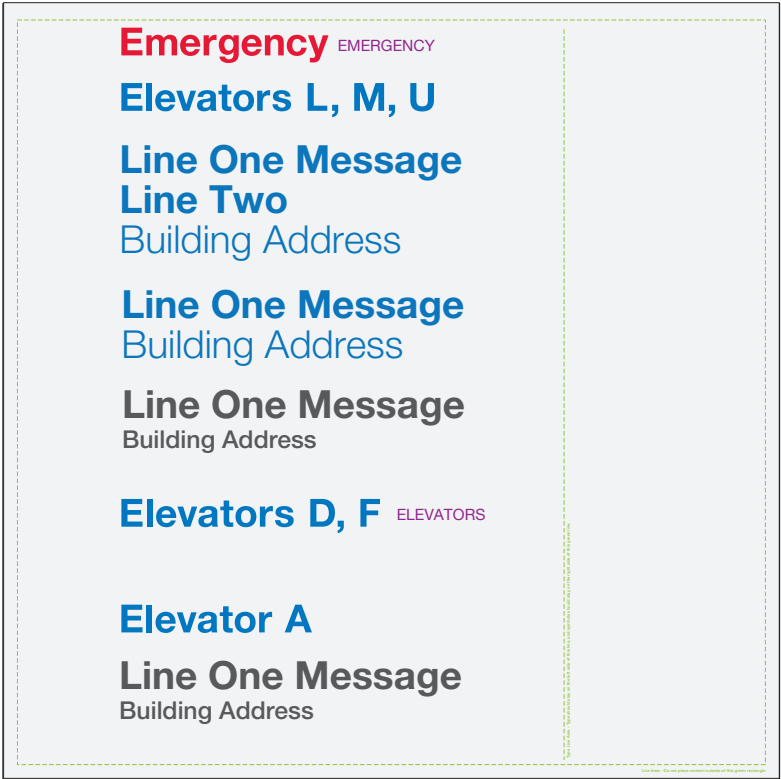 Emergency EMERGENCY
Elevators L, M, U
Line One Message
Line Two
Building Address
Line One Message
Building Address
Line One Message
Building Address
Elevators D, F ELEVATORS
Elevator A
Line One Message
Building Address